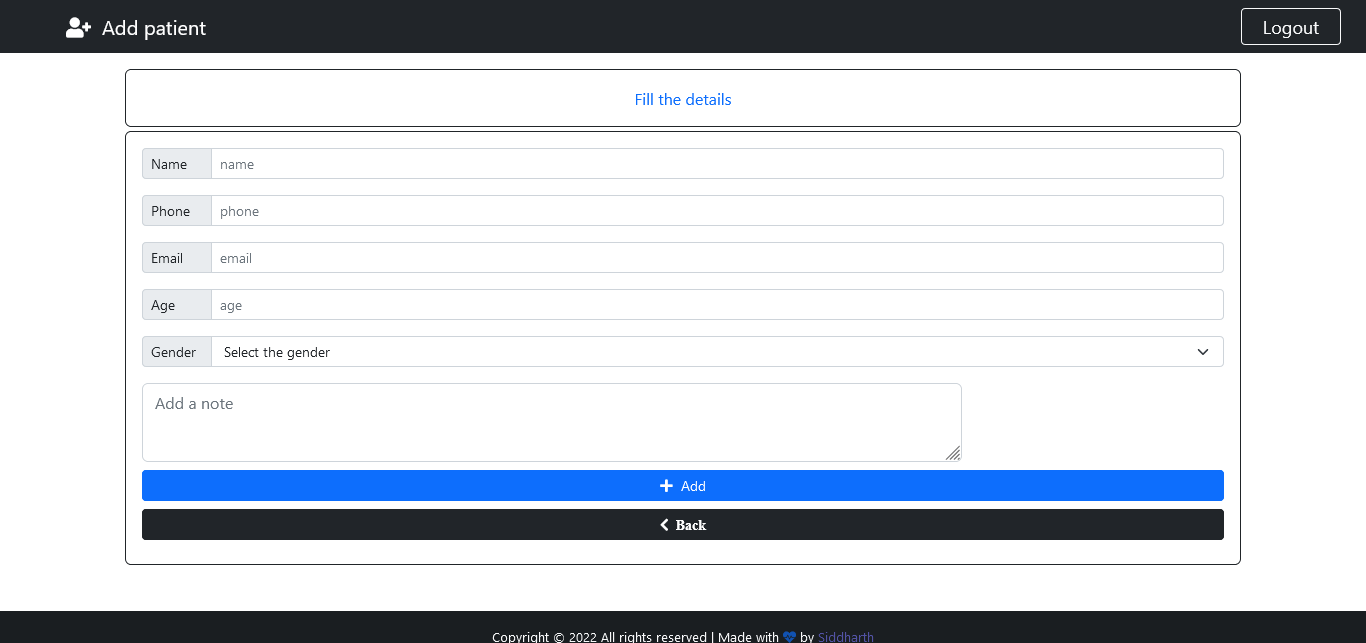 Add patient
Logout
Fill the details
Name name
Phone phone
Email email
Age age
Gender Select the gender
Add a note
Add
Back
Copyright © 2022 All rights reserved | Made with 💙 by Siddharth